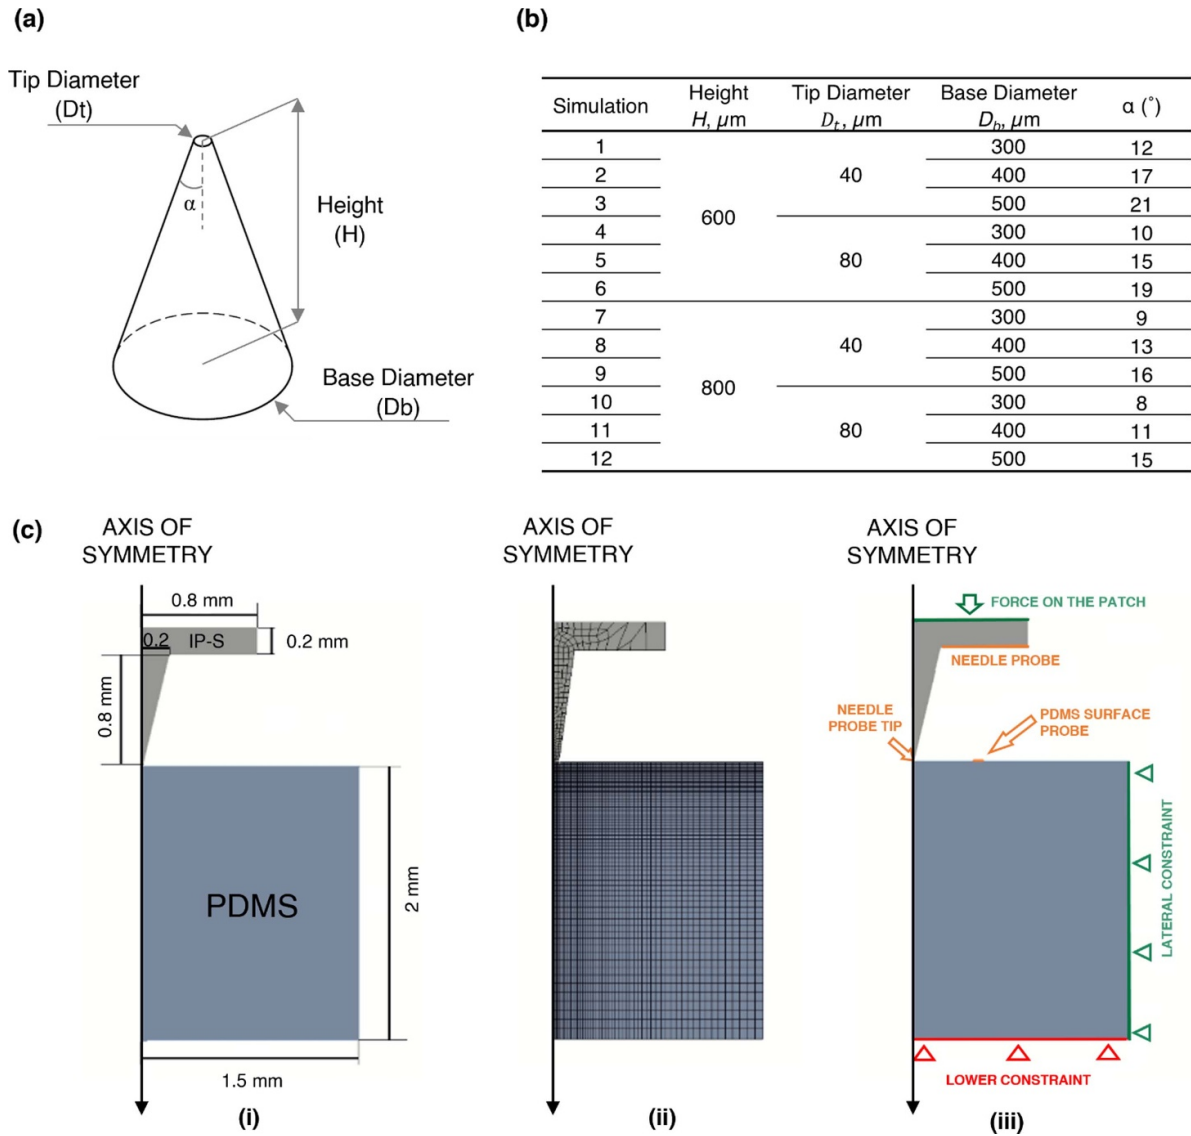 (a)
Tip Diameter
(Dt)
α
Height
(H)
Base Diameter
(Db)
(b)
Simulation Height H, μm Tip Diameter Dt, μm Base Diameter Db, μm α (°)
1 600 40 300 12
2 400 17
3 500 21
4 80 300 10
5 400 15
6 500 19
7 800 40 300 9
8 400 13
9 500 16
10 80 300 8
11 400 11
12 500 15
(c)
AXIS OF
SYMMETRY
0.8 mm
0.2 IP-S 0.2 mm
0.8 mm
PDMS
2 mm
1.5 mm
(i)
AXIS OF
SYMMETRY
(ii)
AXIS OF
SYMMETRY
FORCE ON THE PATCH
NEEDLE PROBE
NEEDLE
PROBE TIP
PDMS SURFACE
PROBE
LATERAL CONSTRAINT
LOWER CONSTRAINT
(iii)